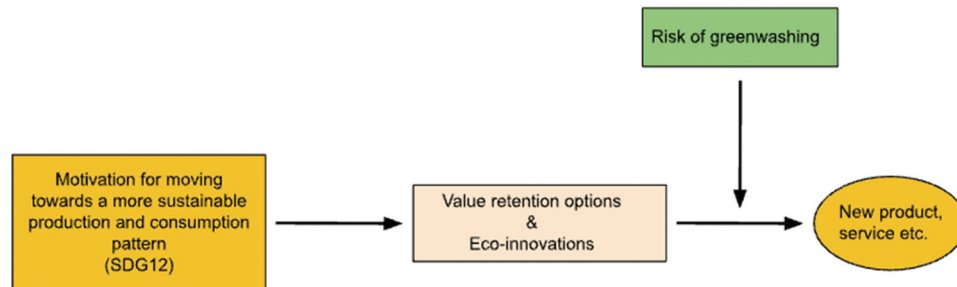 Risk of greenwashing
Motivation for moving
towards a more sustainable
production and consumption
pattern
(SDG12)
Value retention options
&
Eco-innovations
New product,
service etc.